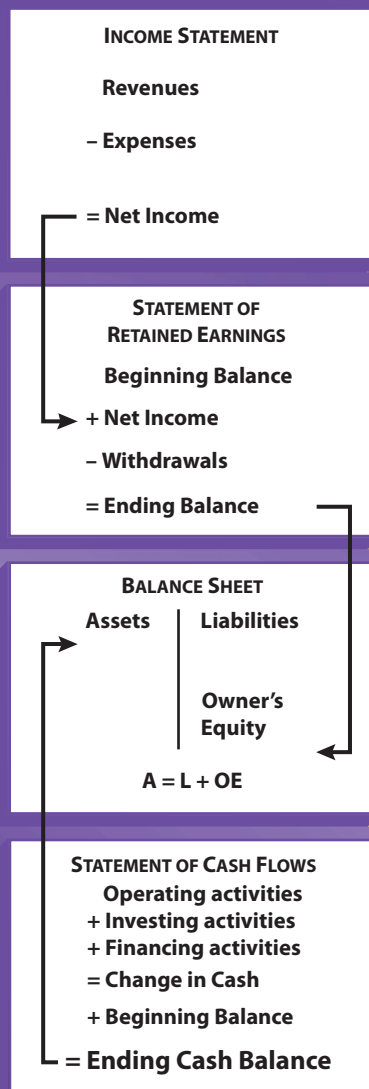 INCOME STATEMENT
Revenues
– Expenses
= Net Income
STATEMENT OF
RETAINED EARNINGS
Beginning Balance
+ Net Income
– Withdrawals
= Ending Balance
BALANCE SHEET
Assets Liabilities
Owner's
Equity
A = L + OE
STATEMENT OF CASH FLOWS
Operating activities
+ Investing activities
+ Financing activities
= Change in Cash
+ Beginning Balance
= Ending Cash Balance